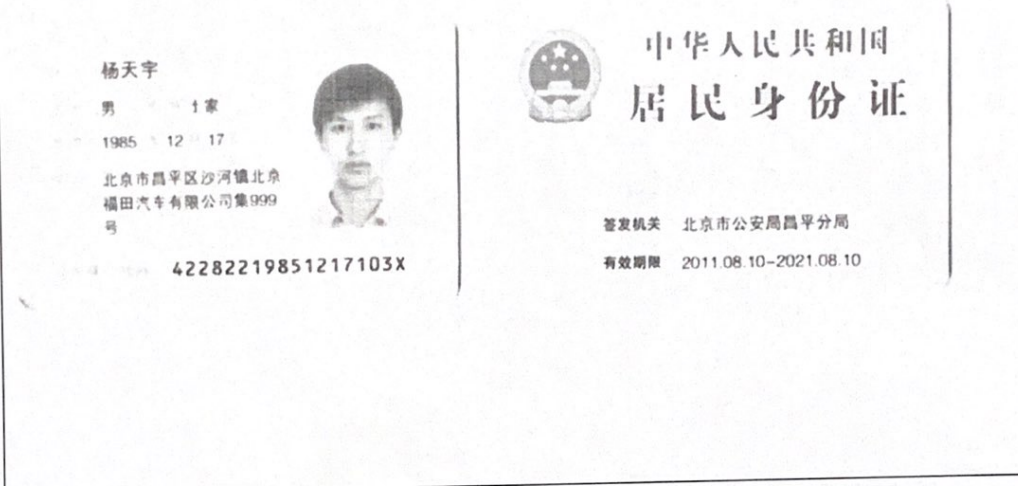 杨天宇
男 土家
1985 12 17
北京市昌平区沙河镇北京
福田汽车有限公司集999
号
42282219851217103X
中华人民共和国
居民身份证
签发机关 北京市公安局昌平分局
有效期限 2011.08.10-2021.08.10